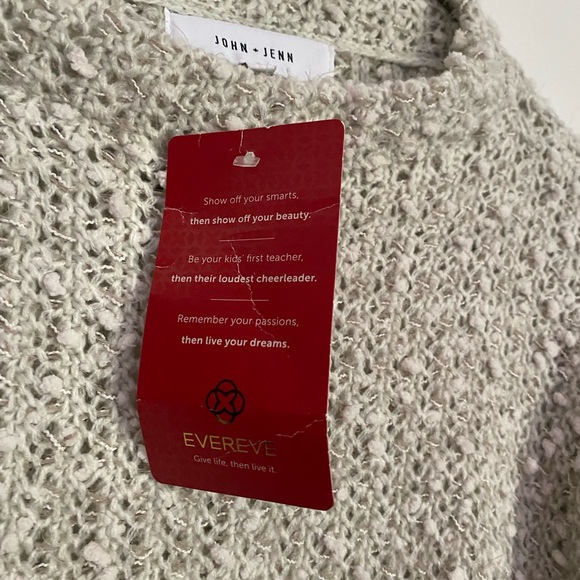 JOHN + JENN
Show off your smarts,
then show off your beauty.
Be your kids' first teacher,
then their loudest cheerleader.
Remember your passions,
then live your dreams.
EVEREVE
Give life, then live it.